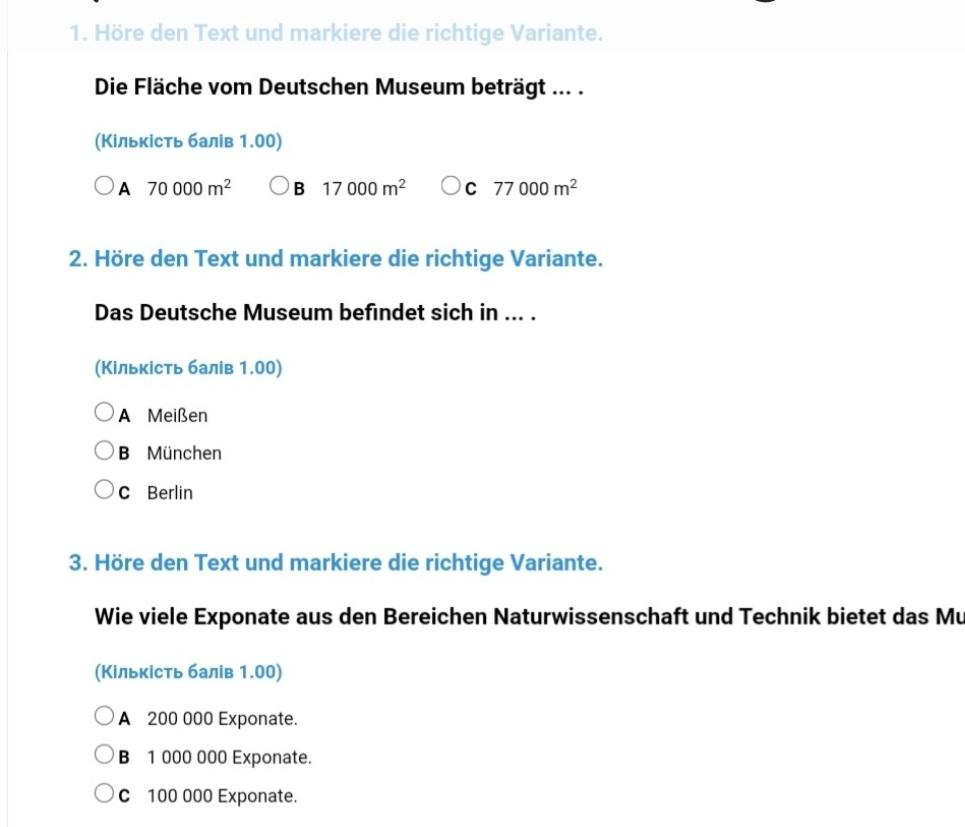 1. Höre den Text und markiere die richtige Variante.
Die Fläche vom Deutschen Museum beträgt ... .
(Кількість балів 1.00)
A 70 000 m² B 17 000 m² C 77 000 m²
2. Höre den Text und markiere die richtige Variante.
Das Deutsche Museum befindet sich in ... .
(Кількість балів 1.00)
A Meißen
B München
C Berlin
3. Höre den Text und markiere die richtige Variante.
Wie viele Exponate aus den Bereichen Naturwissenschaft und Technik bietet das Mu
(Кількість балів 1.00)
A 200 000 Exponate.
B 1 000 000 Exponate.
C 100 000 Exponate.